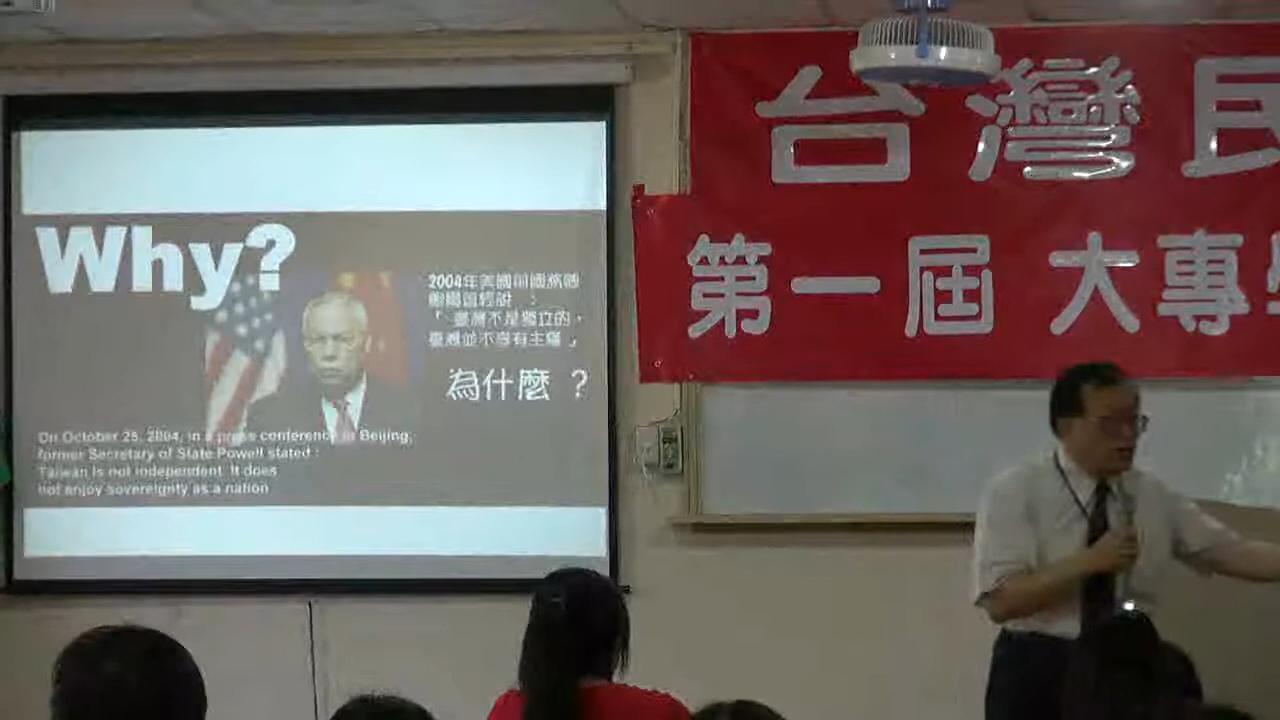 Why?
2004年美國前國務卿
鮑爾曾經說 :
「 臺灣不是獨立的,
臺灣並不享有主權 」
為什麼 ?
On October 25, 2004, in a press conference in Beijing,
former Secretary of State Powell stated :
Taiwan is not independent. It does
not enjoy sovereignty as a nation
台灣民
第一屆 大專